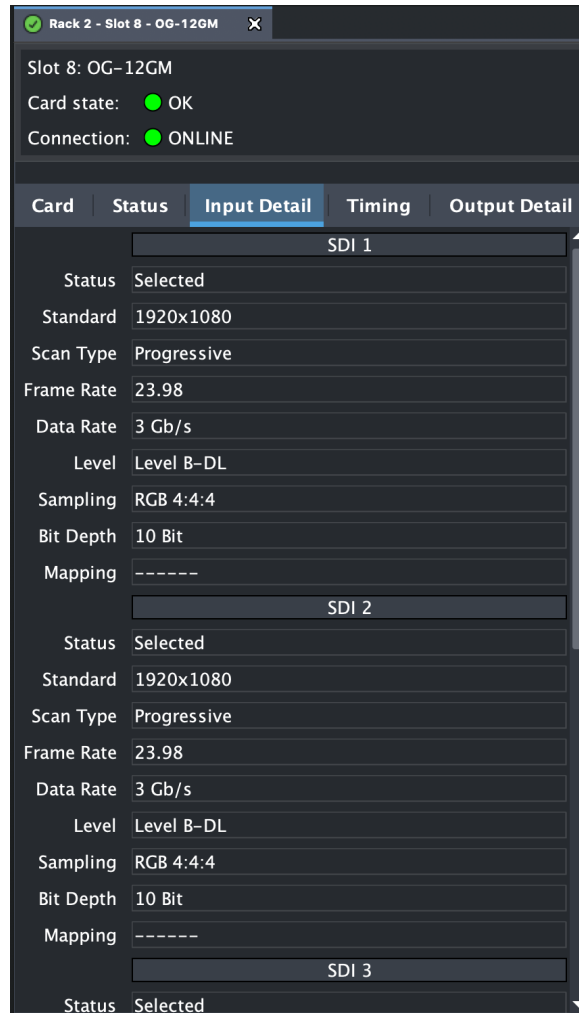 Rack 2 - Slot 8 - OG-12GM X
Slot 8: OG-12GM
Card state: OK
Connection: ONLINE
Card Status Input Detail Timing Output Detail
SDI 1
Status Selected
Standard 1920x1080
Scan Type Progressive
Frame Rate 23.98
Data Rate 3 Gb/s
Level Level B-DL
Sampling RGB 4:4:4
Bit Depth 10 Bit
Mapping ------
SDI 2
Status Selected
Standard 1920x1080
Scan Type Progressive
Frame Rate 23.98
Data Rate 3 Gb/s
Level Level B-DL
Sampling RGB 4:4:4
Bit Depth 10 Bit
Mapping ------
SDI 3
Status Selected